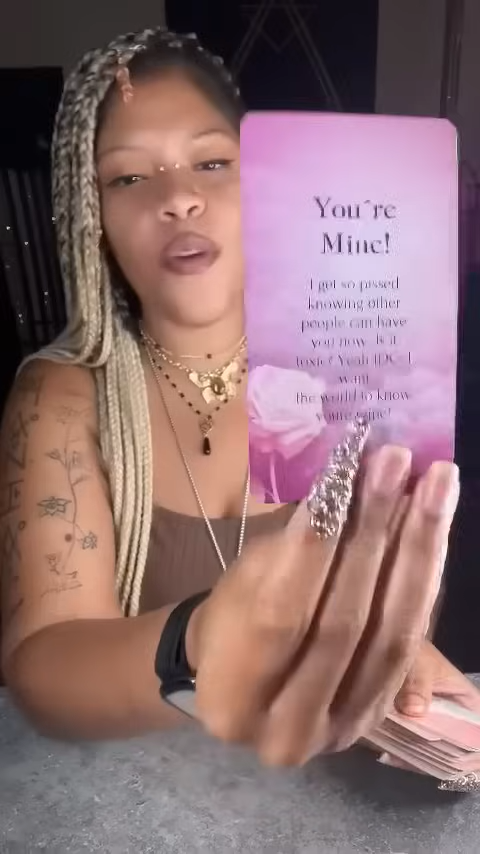 You´re
Mine!
I get so pissed
knowing other
people can have
you now. Is it
toxic? Yeah IDC. I
want
the world to know
you're mine!